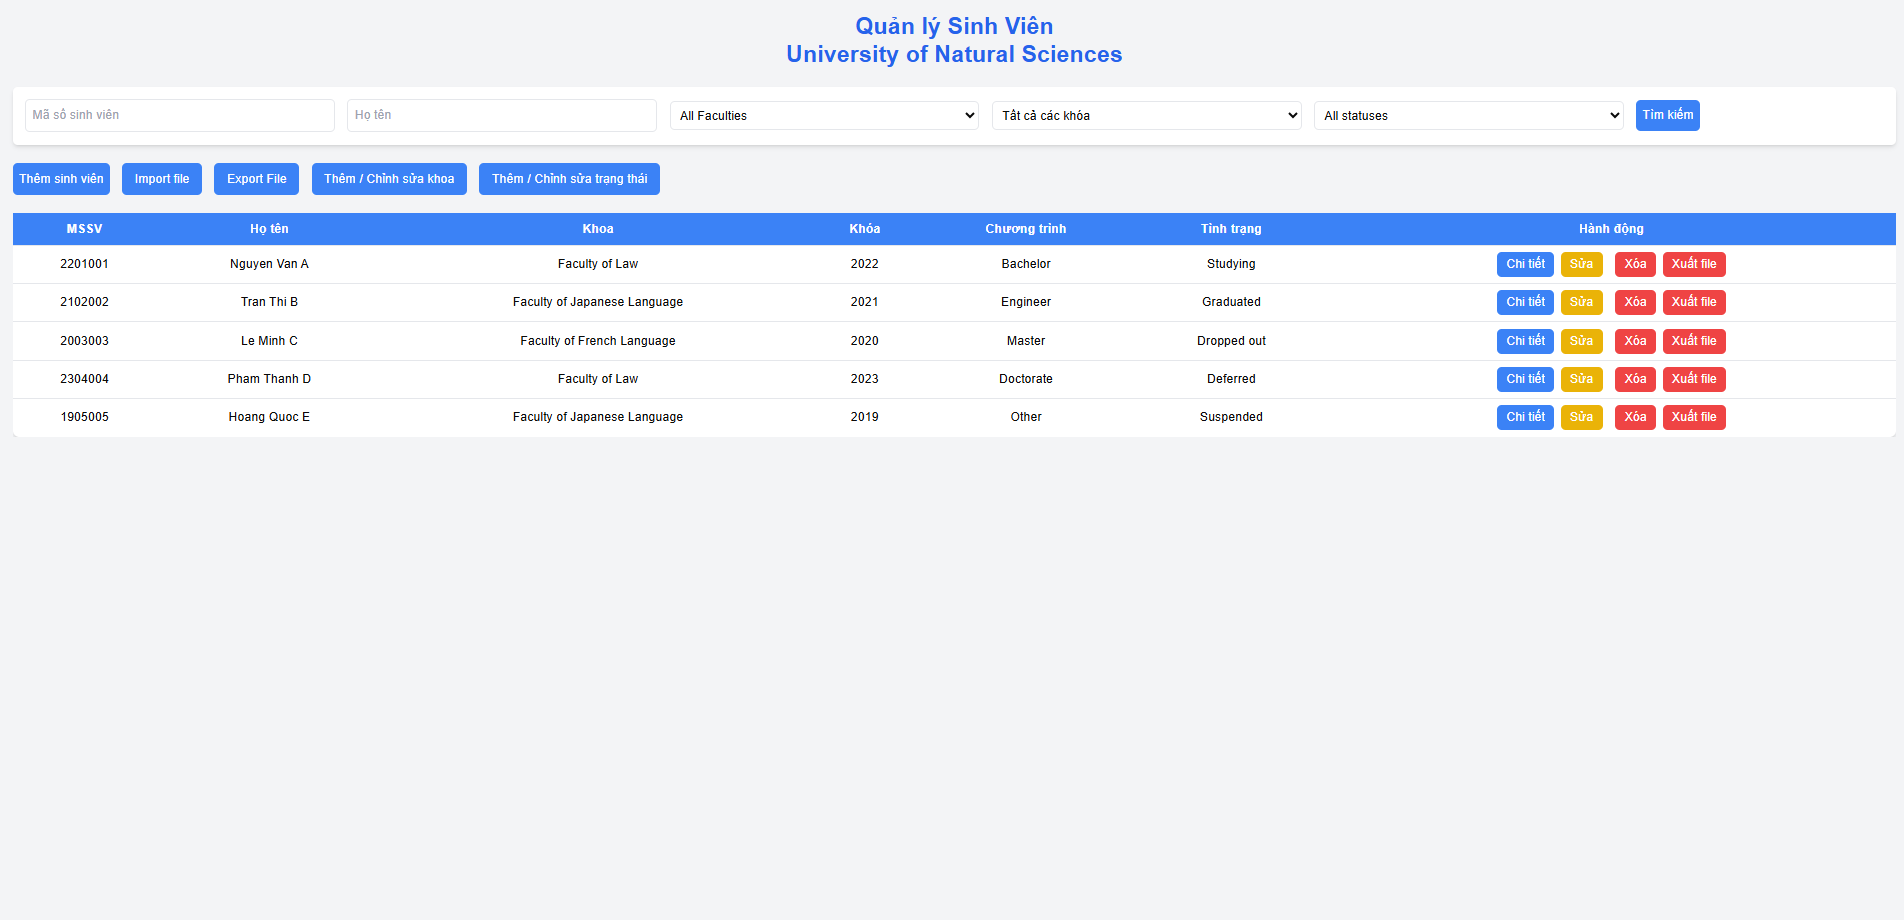 Quản lý Sinh Viên
University of Natural Sciences
Mã số sinh viên Họ tên All Faculties Tất cả các khóa All statuses Tìm kiếm
Thêm sinh viên Import file Export File Thêm / Chỉnh sửa khoa Thêm / Chỉnh sửa trạng thái
MSSV Họ tên Khoa Khóa Chương trình Tình trạng Hành động
2201001 Nguyen Van A Faculty of Law 2022 Bachelor Studying Chi tiết Sửa Xóa Xuất file
2102002 Tran Thi B Faculty of Japanese Language 2021 Engineer Graduated Chi tiết Sửa Xóa Xuất file
2003003 Le Minh C Faculty of French Language 2020 Master Dropped out Chi tiết Sửa Xóa Xuất file
2304004 Pham Thanh D Faculty of Law 2023 Doctorate Deferred Chi tiết Sửa Xóa Xuất file
1905005 Hoang Quoc E Faculty of Japanese Language 2019 Other Suspended Chi tiết Sửa Xóa Xuất file